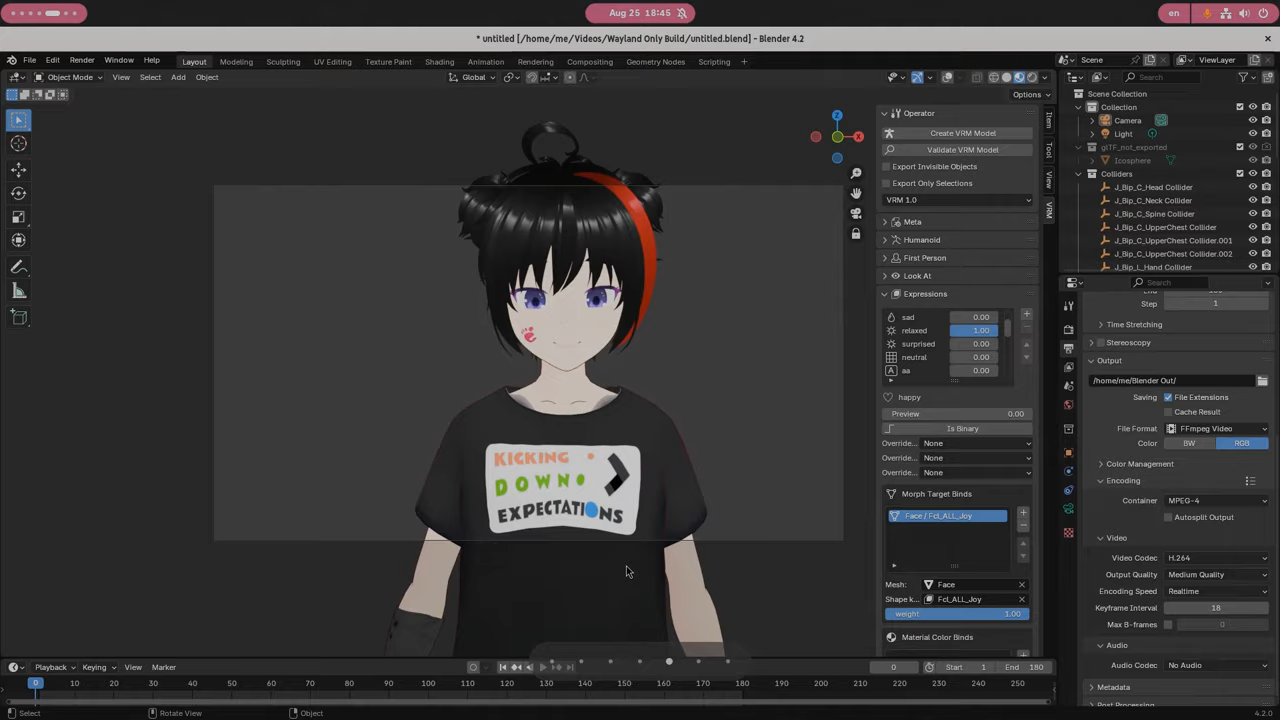 Aug 25 18:45
en
* untitled [/home/me/Videos/Wayland Only Build/untitled.blend] - Blender 4.2
File Edit Render Window Help Layout Modeling Sculpting UV Editing Texture Paint Shading Animation Rendering Compositing Geometry Nodes Scripting + Scene ViewLayer
Object Mode View Select Add Object Global Search
Options
Scene Collection
Collection
Camera
Light
glTF_not_exported
Icosphere
Colliders
J_Bip_C_Head Collider
J_Bip_C_Neck Collider
J_Bip_C_Spine Collider
J_Bip_C_UpperChest Collider
J_Bip_C_UpperChest Collider.001
J_Bip_C_UpperChest Collider.002
J_Bip_L_Hand Collider
Z
X
Item
Tool
View
VRM
Operator
Create VRM Model
Validate VRM Model
Export Invisible Objects
Export Only Selections
VRM 1.0
Meta
Humanoid
First Person
Look At
Expressions
sad 0.00
relaxed 1.00
surprised 0.00
neutral 0.00
aa 0.00
happy
Preview 0.00
Is Binary
Override... None
Override... None
Override... None
Morph Target Binds
Face / Fcl_ALL_Joy
Mesh: Face
Shape k... Fcl_ALL_Joy
weight 1.00
Material Color Binds
KICKING
DOWN
EXPECTATIONS
Search
Step 1
Time Stretching
Stereoscopy
Output
/home/me/Blender Out/
Saving File Extensions
Cache Result
File Format FFmpeg Video
Color BW RGB
Color Management
Encoding
Container MPEG-4
Autosplit Output
Video
Video Codec H.264
Output Quality Medium Quality
Encoding Speed Realtime
Keyframe Interval 18
Max B-frames 0
Audio
Audio Codec No Audio
Metadata
Playback Keying View Marker 0 Start 1 End 180
0 10 20 30 40 50 60 70 80 90 100 110 120 130 140 150 160 170 180 190 200 210 220 230 240 250
Select Rotate View Object 4.2.0